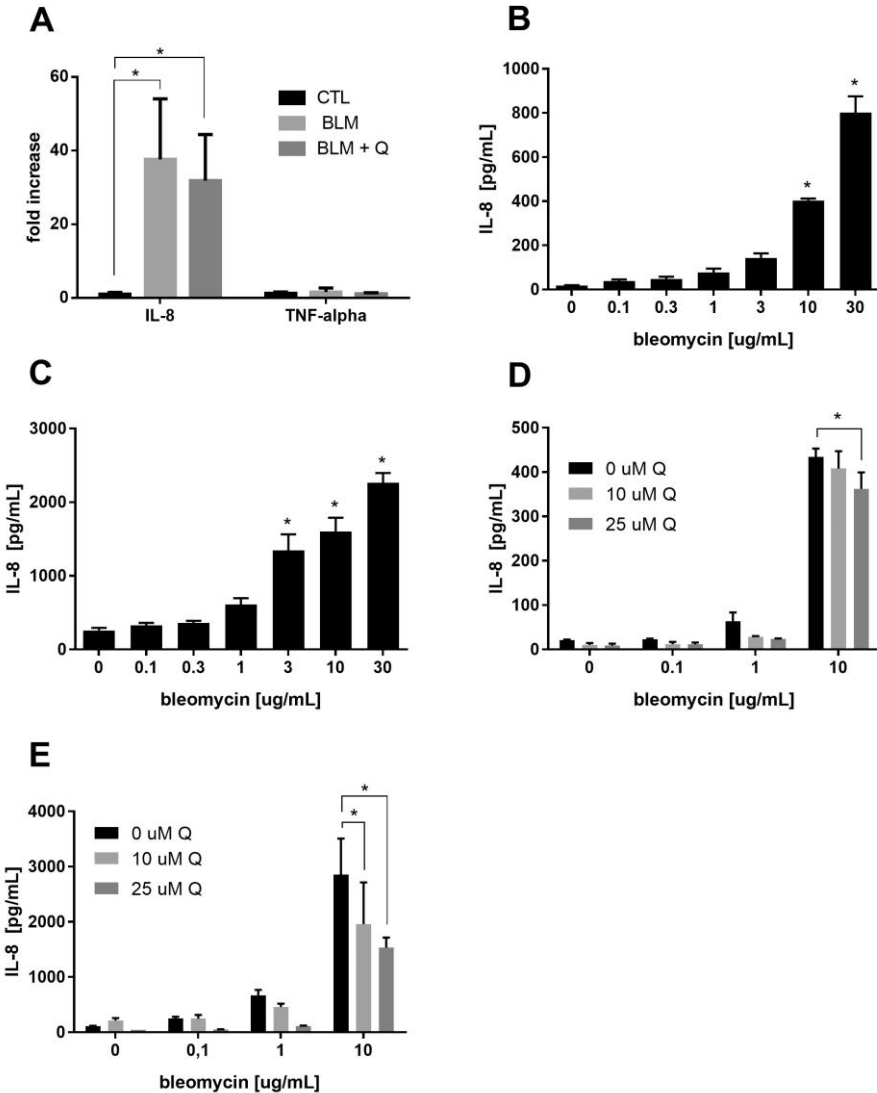 A
fold increase
60
40
20
0
* *
CTL
BLM
BLM + Q
IL-8 TNF-alpha
B
IL-8 [pg/mL]
1000
800
600
400
200
0
* *
0 0.1 0.3 1 3 10 30
bleomycin [ug/mL]
C
IL-8 [pg/mL]
3000
2000
1000
0
* * *
0 0.1 0.3 1 3 10 30
bleomycin [ug/mL]
D
IL-8 [pg/mL]
500
400
300
200
100
0
0 uM Q
10 uM Q
25 uM Q
*
0 0.1 1 10
bleomycin [ug/mL]
E
IL-8 [pg/mL]
4000
3000
2000
1000
0
0 uM Q
10 uM Q
25 uM Q
*
*
0 0,1 1 10
bleomycin [ug/mL]